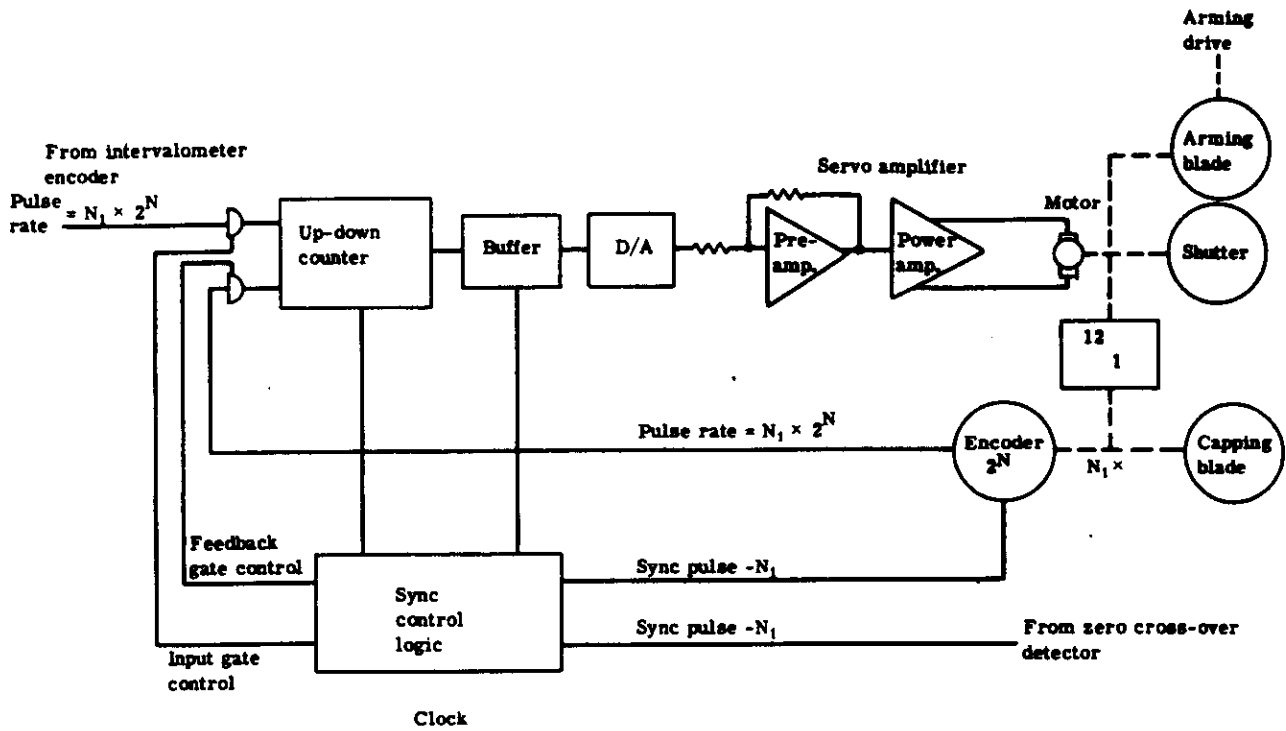 Arming
drive
Arming
blade
From intervalometer
encoder
Pulse
rate = N₁ × 2ᴺ
Servo amplifier
Motor
Up-down
counter
Buffer
D/A
Pre-
amp.
Power
amp.
Shutter
12
1
Pulse rate = N₁ × 2ᴺ
Encoder
2ᴺ
N₁ ×
Capping
blade
Feedback
gate control
Sync
control
logic
Sync pulse -N₁
Sync pulse -N₁
From zero cross-over
detector
Input gate
control
Clock